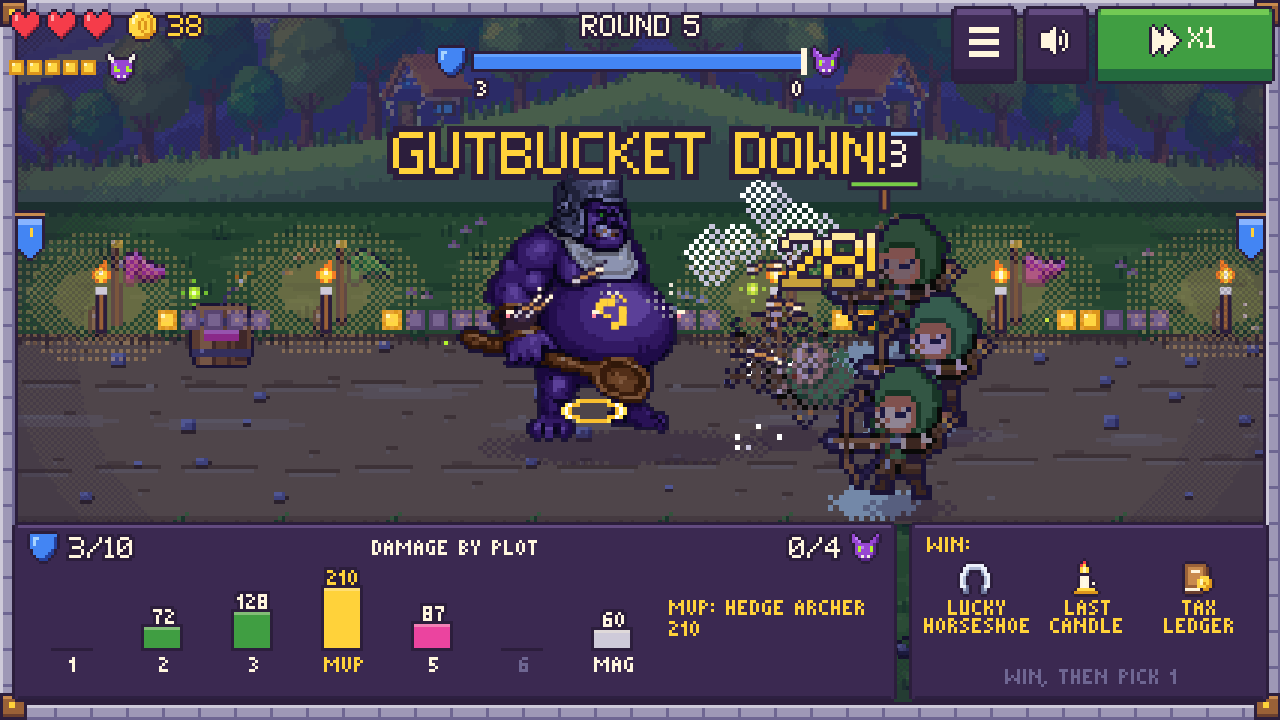 38
ROUND 5
X1
3
0
GUTBUCKET DOWN!
3
78!
3/10
DAMAGE BY PLOT
0/4
WIN:
72
128
210
87
60
MVP: HEDGE ARCHER
210
1
2
3
MVP
5
6
MAG
LUCKY
HORSESHOE
LAST
CANDLE
TAX
LEDGER
WIN, THEN PICK 1